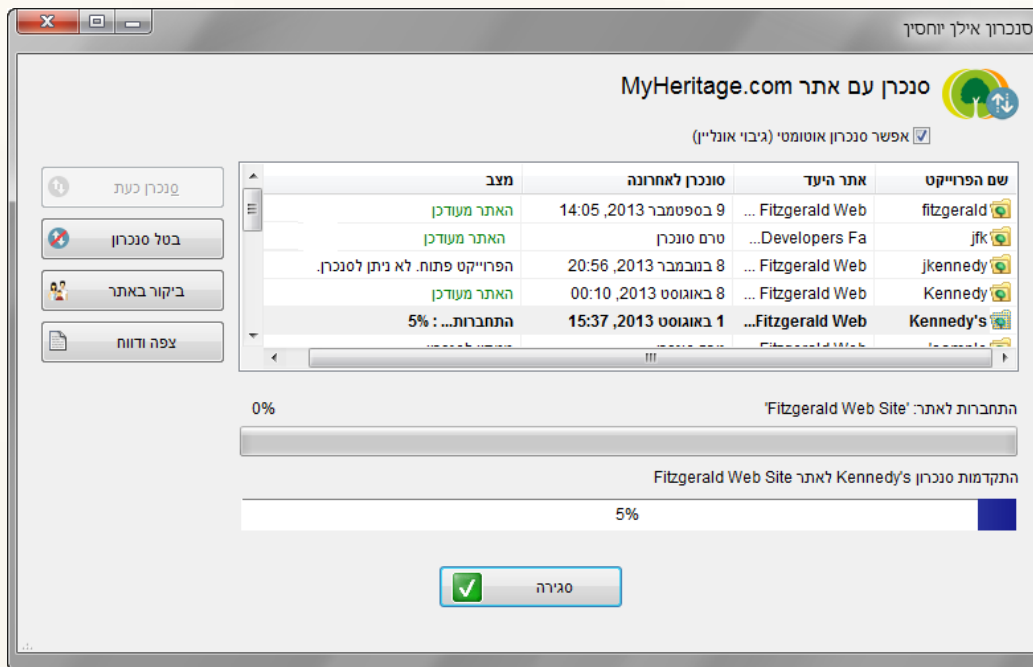 סנכרון אילן יוחסין
סנכרן עם אתר MyHeritage.com
אפשר סנכרון אוטומטי (גיבוי אונליין)
שם הפרוייקט אתר היעד סונכרן לאחרונה מצב
fitzgerald Fitzgerald Web ... 9 בספטמבר 2013, 14:05 האתר מעודכן
jfk Developers Fa... טרם סונכרן האתר מעודכן
jkennedy Fitzgerald Web ... 8 בנובמבר 2013, 20:56 הפרוייקט פתוח. לא ניתן לסנכרן.
Kennedy Fitzgerald Web ... 8 באוגוסט 2013, 00:10 האתר מעודכן
Kennedy's Fitzgerald Web... 1 באוגוסט 2013, 15:37 התחברות... : 5%
סנכרן כעת
בטל סנכרון
ביקור באתר
צפה ודווח
התחברות לאתר: 'Fitzgerald Web Site' 0%
התקדמות סנכרון Kennedy's לאתר Fitzgerald Web Site
5%
סגירה